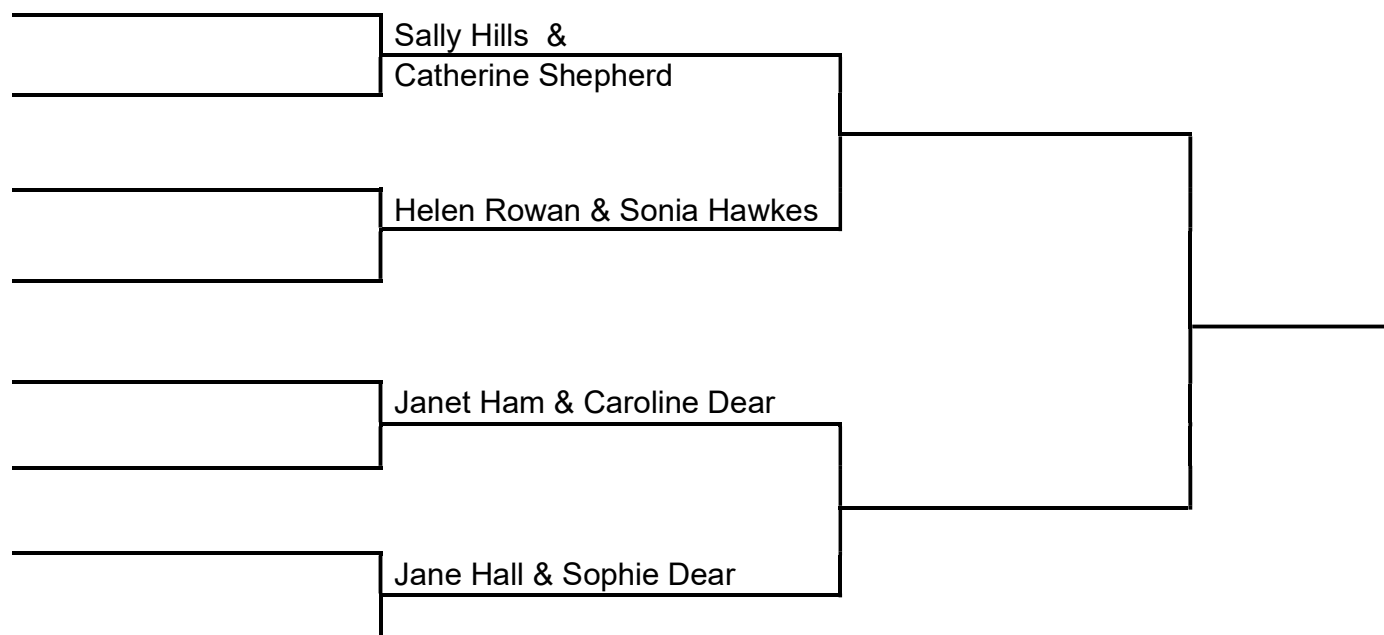 Sally Hills  &
Catherine Shepherd
Helen Rowan & Sonia Hawkes
Janet Ham & Caroline Dear
Jane Hall & Sophie Dear